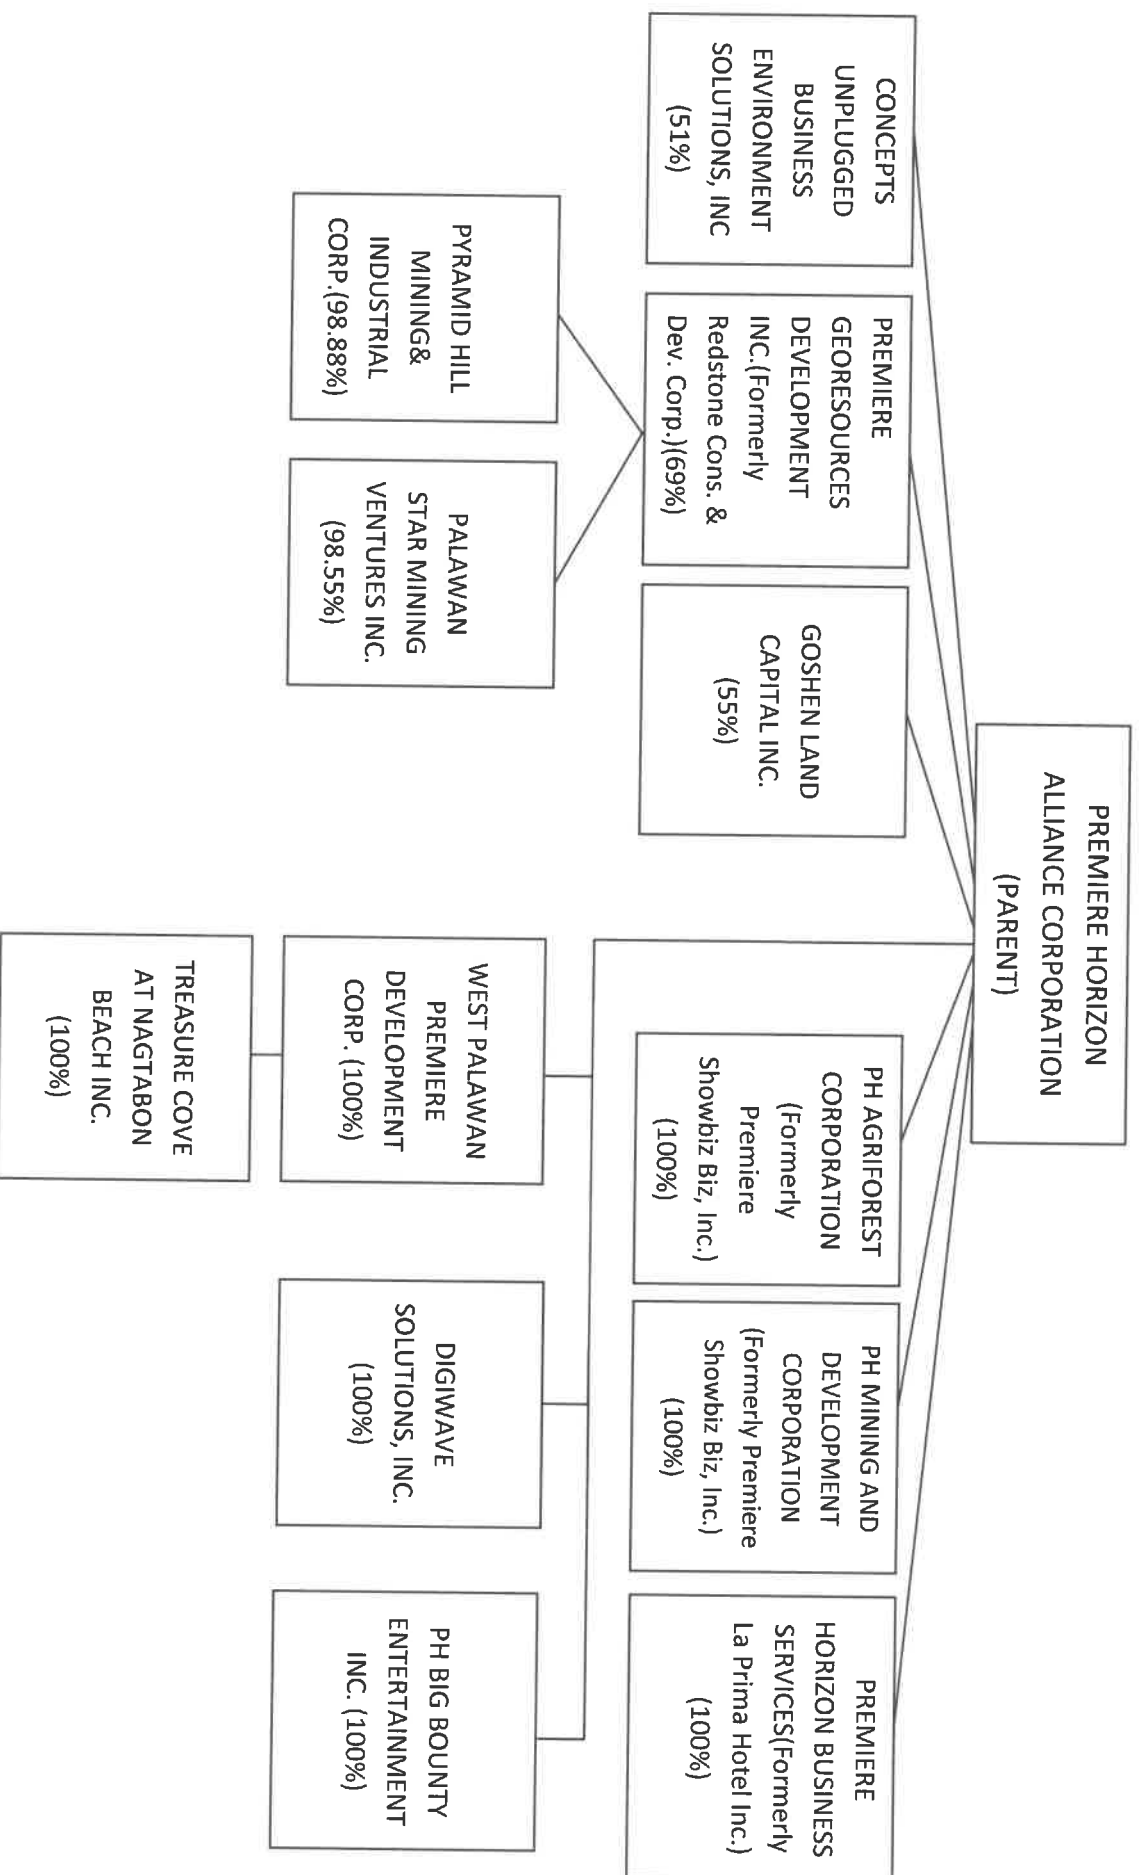 PREMIERE HORIZON
ALLIANCE CORPORATION
(PARENT)
CONCEPTS
UNPLUGGED
BUSINESS
ENVIRONMENT
SOLUTIONS, INC
(51%)
PREMIERE
GEORESOURCES
DEVELOPMENT
INC.(Formerly
Redstone Cons. &
Dev. Corp.)(69%)
GOSHEN LAND
CAPITAL INC.
(55%)
PH AGRIFOREST
CORPORATION
(Formerly
Premiere
Showbiz Biz, Inc.)
(100%)
PH MINING AND
DEVELOPMENT
CORPORATION
(Formerly Premiere
Showbiz Biz, Inc.)
(100%)
PREMIERE
HORIZON BUSINESS
SERVICES(Formerly
La Prima Hotel Inc.)
(100%)
PYRAMID HILL
MINING&
INDUSTRIAL
CORP.(98.88%)
PALAWAN
STAR MINING
VENTURES INC.
(98.55%)
WEST PALAWAN
PREMIERE
DEVELOPMENT
CORP. (100%)
DIGIWAVE
SOLUTIONS, INC.
(100%)
PH BIG BOUNTY
ENTERTAINMENT
INC. (100%)
TREASURE COVE
AT NAGTABON
BEACH INC.
(100%)